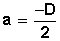 a = −D/2